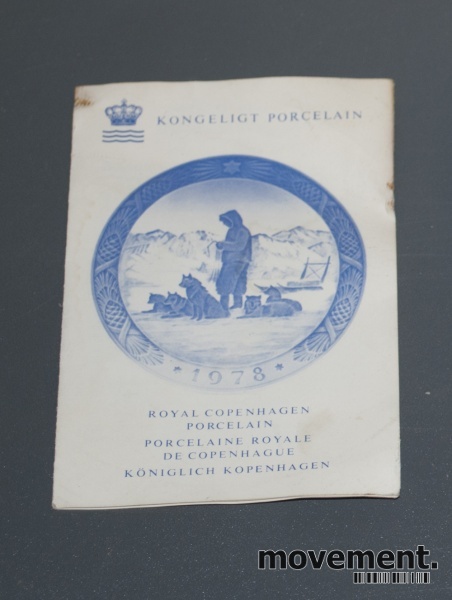 KONGELIGT PORCELAIN
* 1978 *
ROYAL COPENHAGEN
PORCELAIN
PORCELAINE ROYALE
DE COPENHAGUE
KÖNIGLICH KOPENHAGEN
movement.